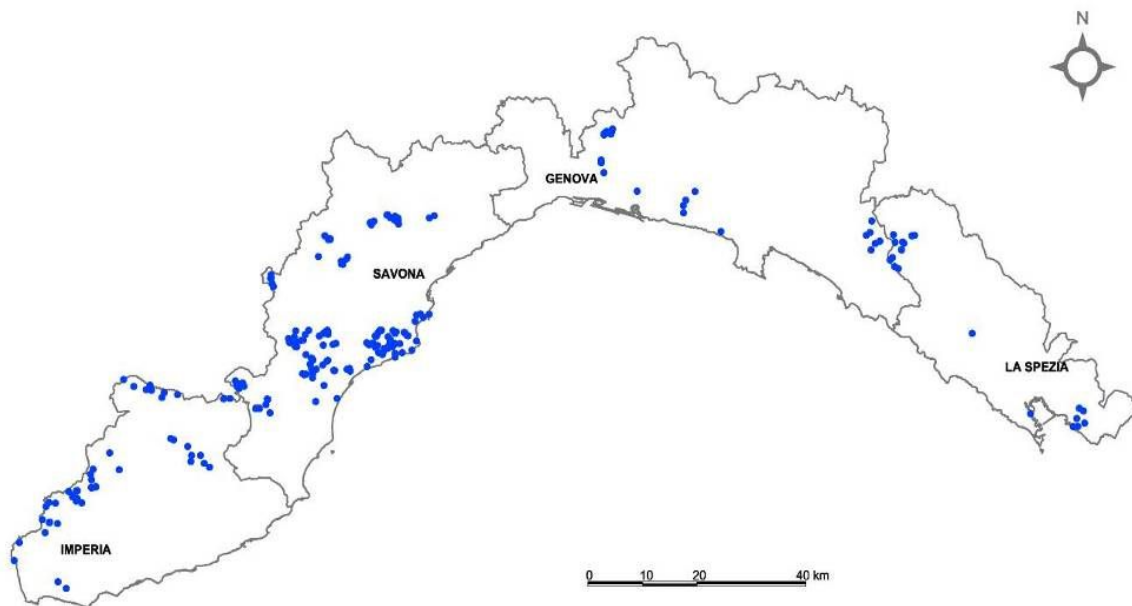 N
GENOVA
SAVONA
LA SPEZIA
IMPERIA
0 10 20 40 km